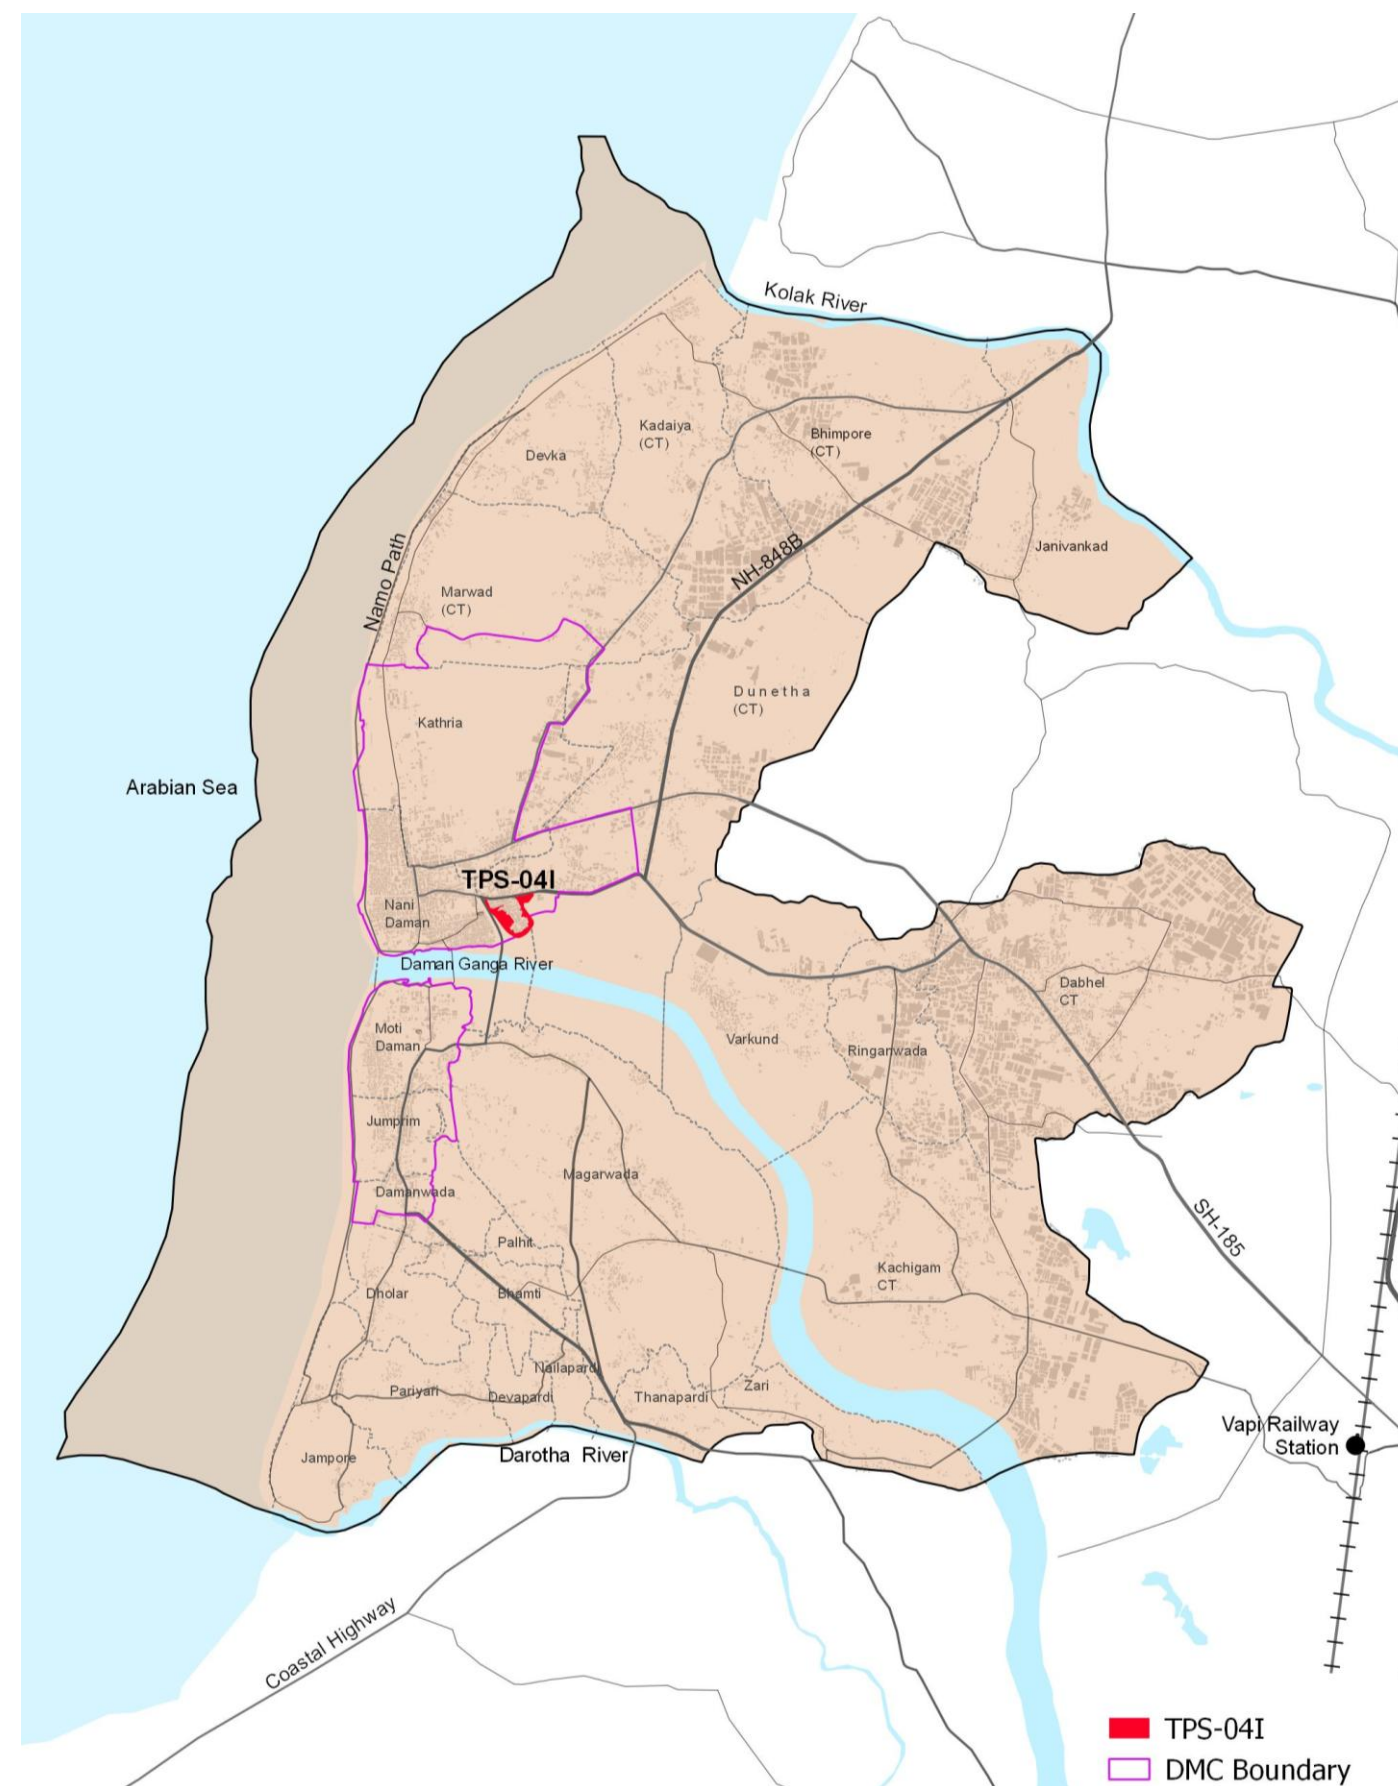 Kolak River
Kadaiya
(CT)
Bhimpore
(CT)
Devka
Janivankad
NH-848B
Namo Path
Marwad
(CT)
Dunetha
(CT)
Kathria
Arabian Sea
TPS-04I
Nani
Daman
Daman Ganga River
Dabhel
CT
Moti
Daman
Varkund
Ringanwada
Jumprim
Magarwada
Damanwada
SH-185
Palhit
Kachigam
CT
Dholar
Bhamti
Nailapardi
Zari
Pariyari
Devapardi
Thanapardi
Vapi Railway
Station
Darotha River
Jampore
Coastal Highway
TPS-04I
DMC Boundary